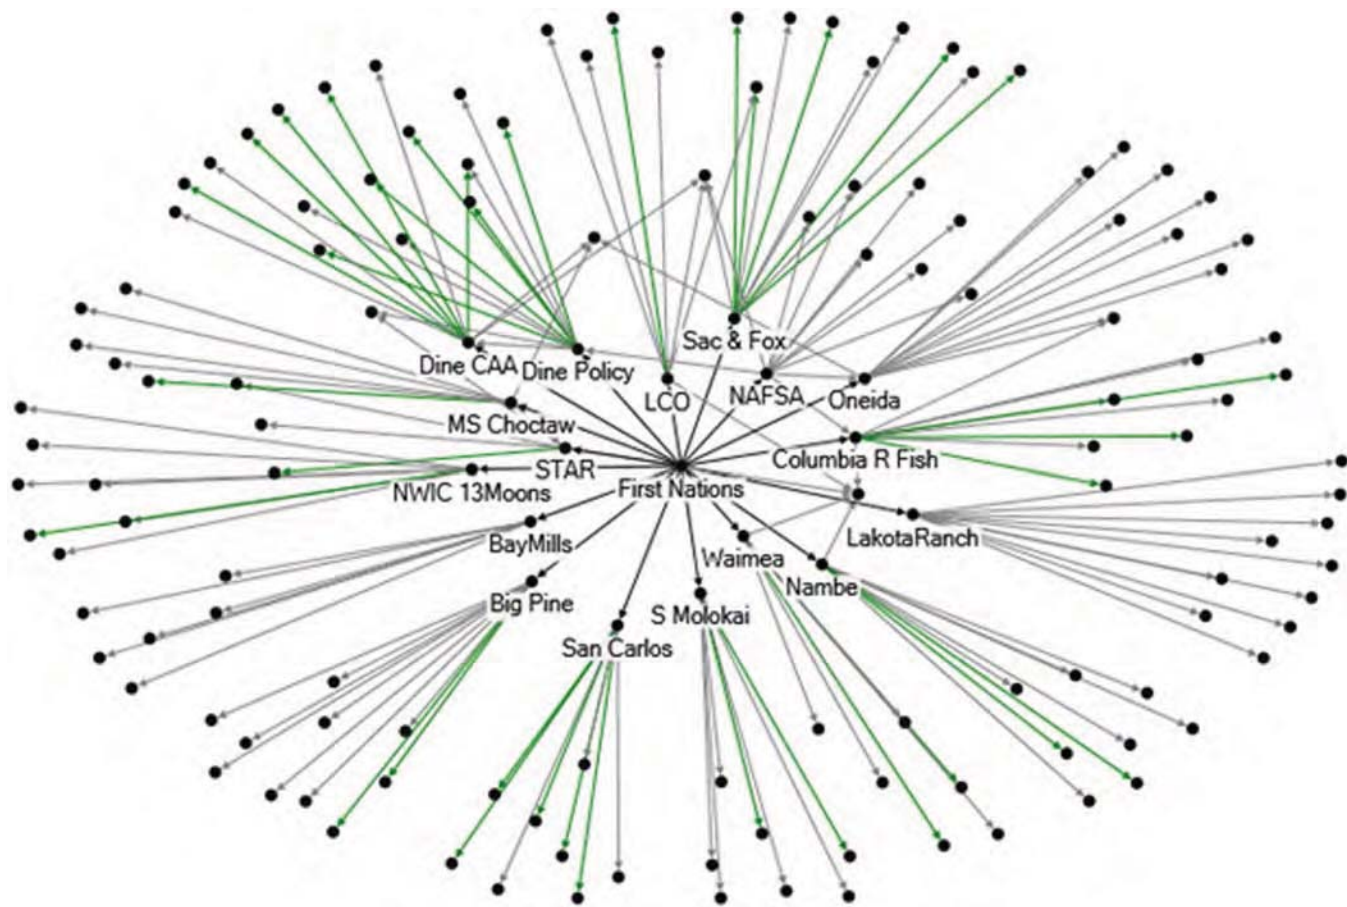 Sac & Fox
Dine CAA
Dine Policy
LCO
NAFSA
Oneida
MS Choctaw
Columbia R Fish
STAR
First Nations
NWIC 13Moons
LakotaRanch
BayMills
Waimea
Nambe
Big Pine
S Molokai
San Carlos